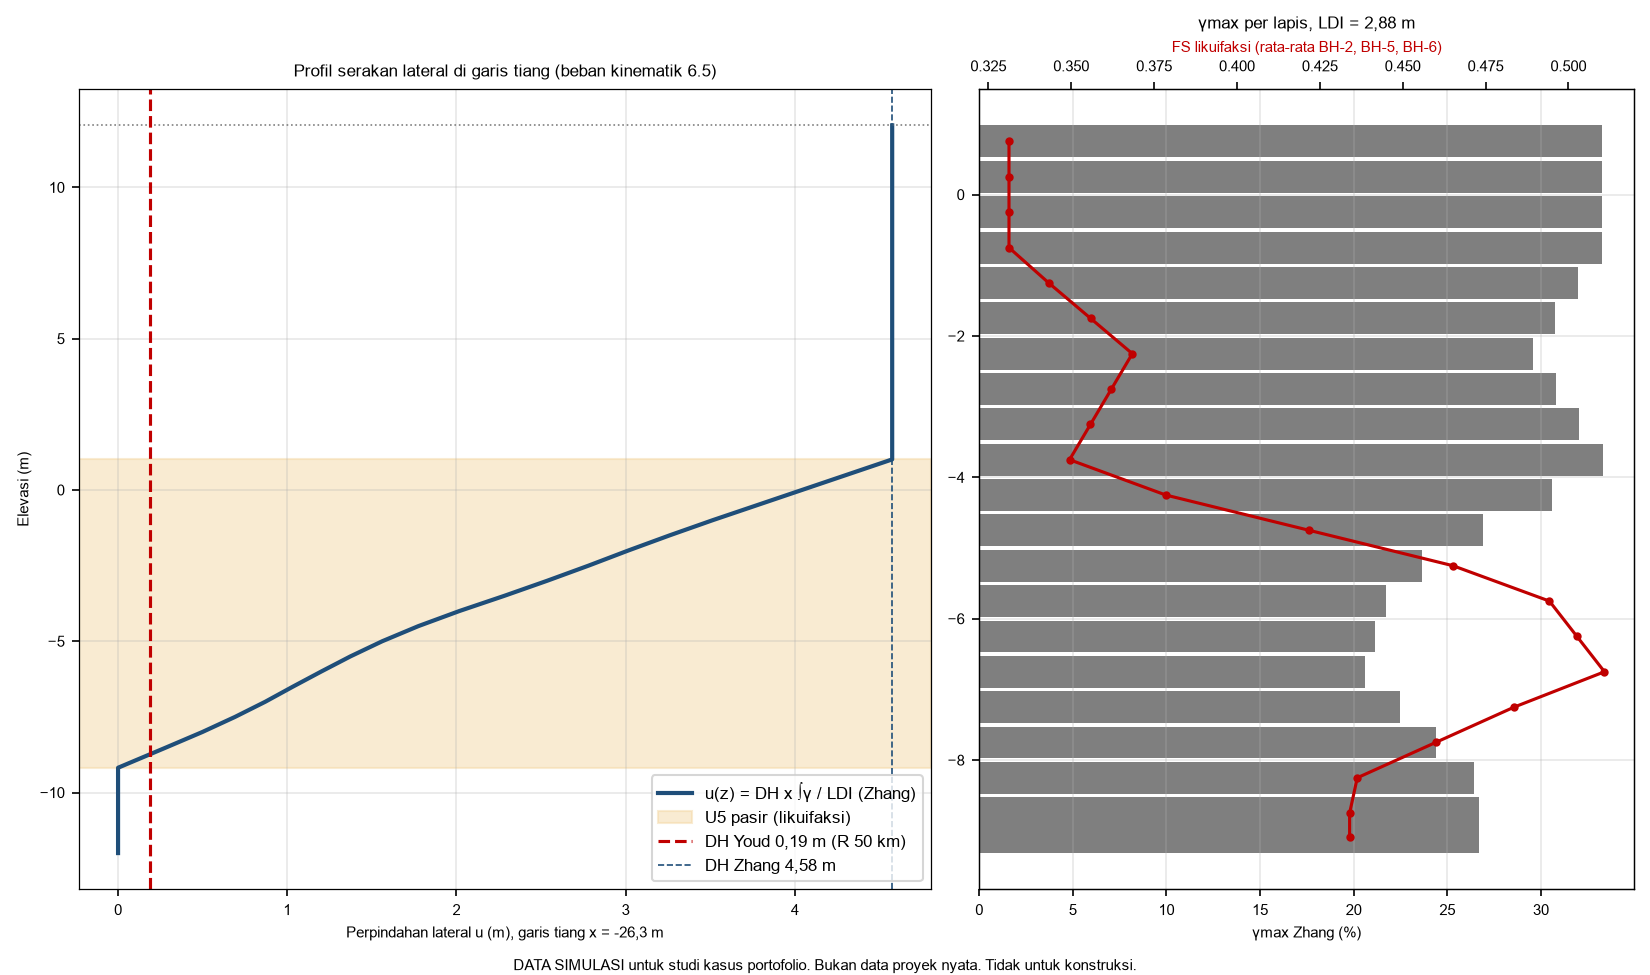 Profil serakan lateral di garis tiang (beban kinematik 6.5)
10
5
0
−5
−10
Elevasi (m)
0
1
2
3
4
Perpindahan lateral u (m), garis tiang x = -26,3 m
u(z) = DH x ∫γ / LDI (Zhang)
U5 pasir (likuifaksi)
DH Youd 0,19 m (R 50 km)
DH Zhang 4,58 m
γmax per lapis, LDI = 2,88 m
FS likuifaksi (rata-rata BH-2, BH-5, BH-6)
0.325
0.350
0.375
0.400
0.425
0.450
0.475
0.500
0
−2
−4
−6
−8
0
5
10
15
20
25
30
γmax Zhang (%)
DATA SIMULASI untuk studi kasus portofolio. Bukan data proyek nyata. Tidak untuk konstruksi.